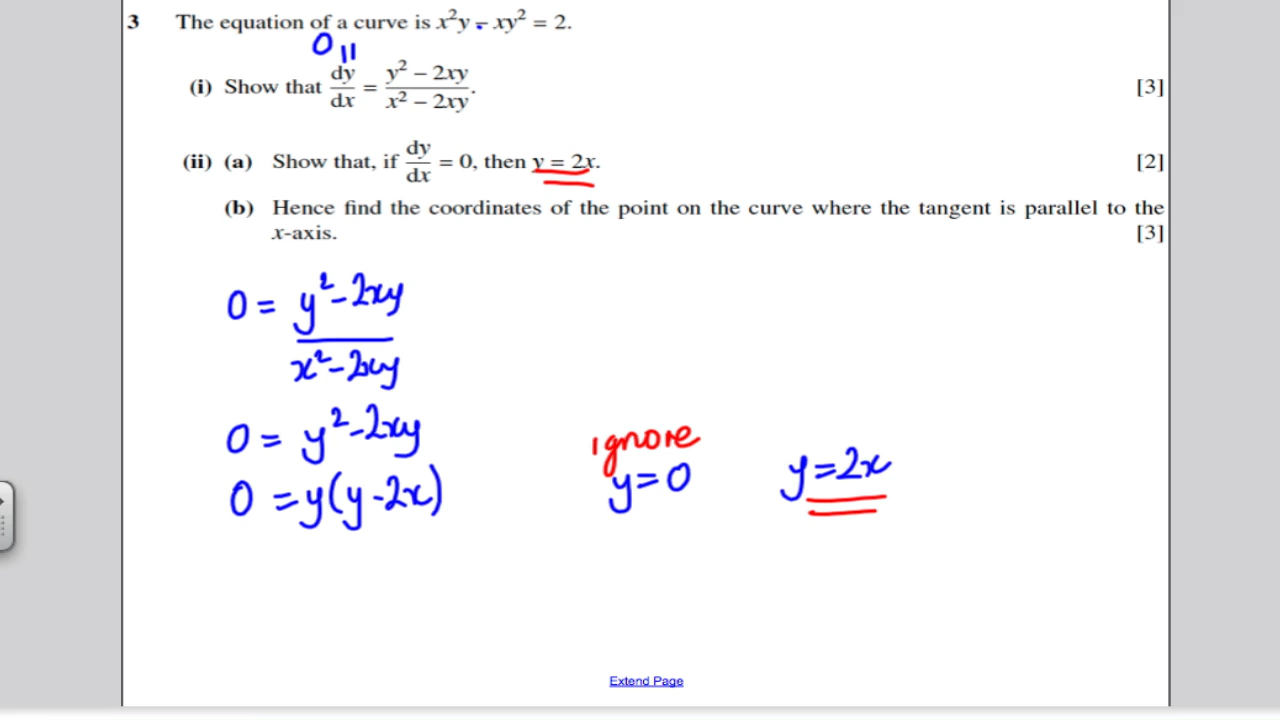 3 The equation of a curve is x²y - xy² = 2.
0 ||
(i) Show that dy/dx = (y² − 2xy)/(x² − 2xy). [3]
(ii) (a) Show that, if dy/dx = 0, then y = 2x. [2]
(b) Hence find the coordinates of the point on the curve where the tangent is parallel to the
x-axis. [3]
0 = (y² - 2xy)/(x² - 2xy)
0 = y² - 2xy
ignore
0 = y(y - 2x) y = 0 y = 2x
Extend Page